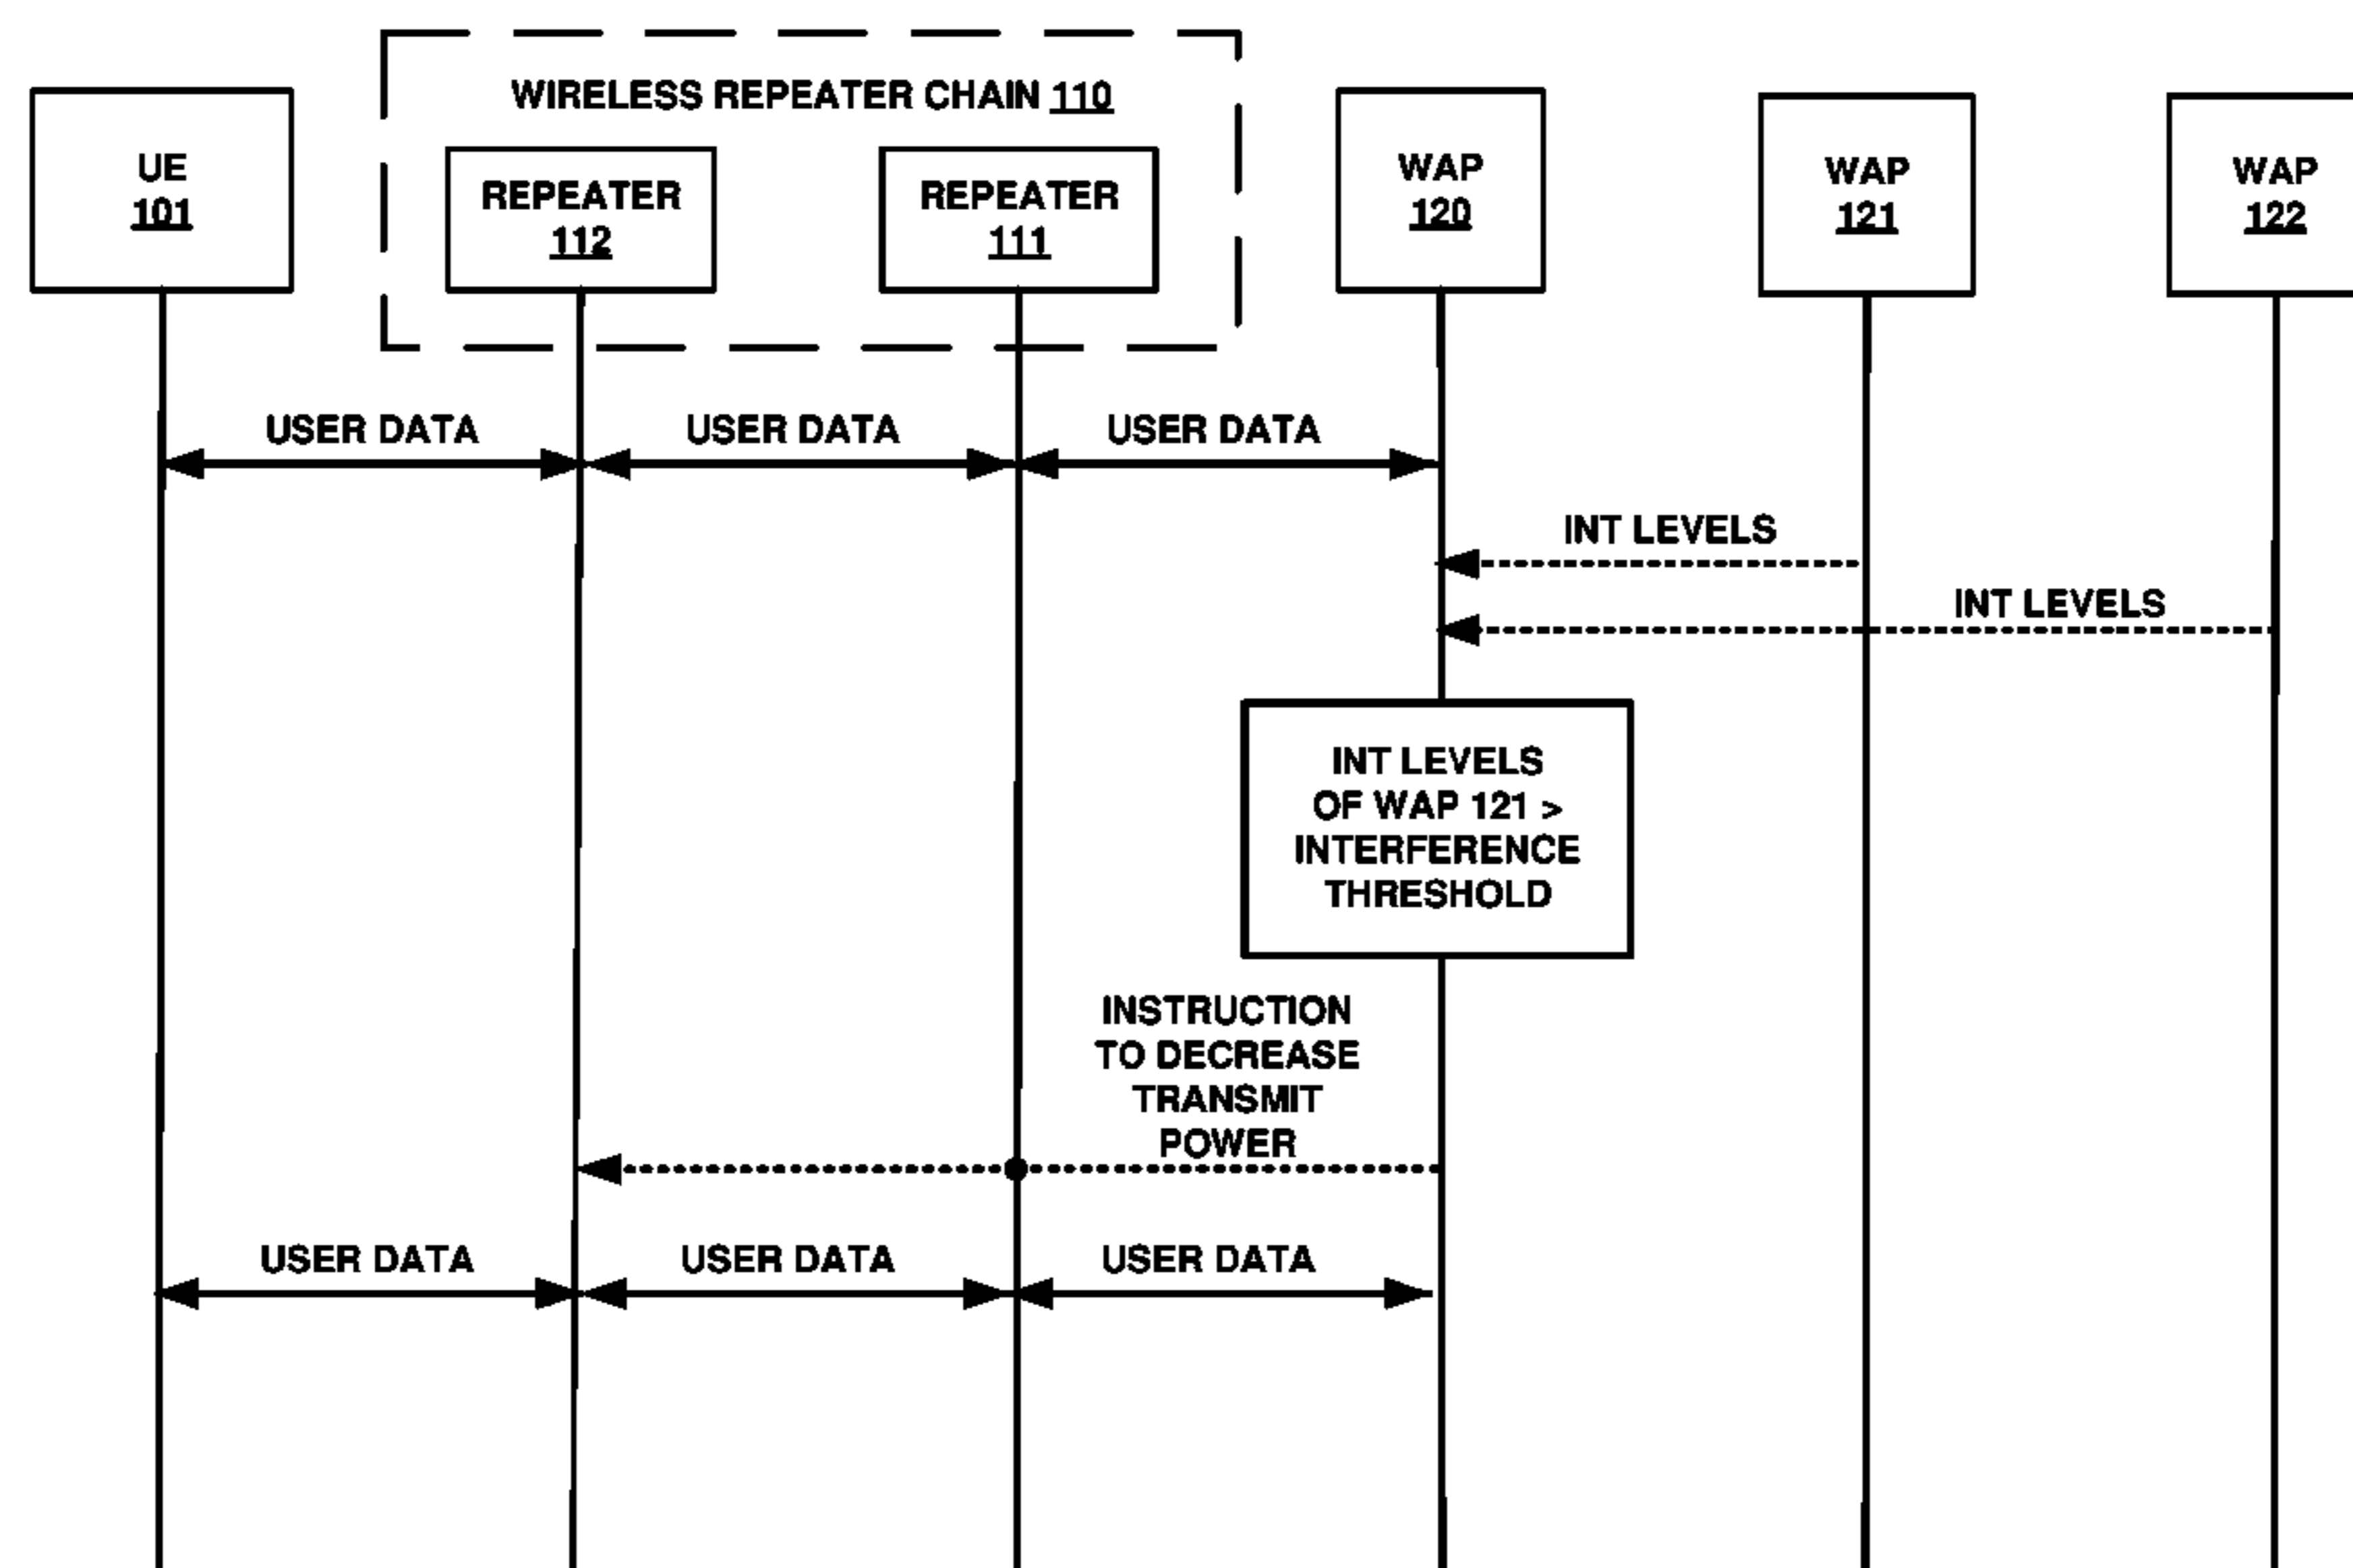 WIRELESS REPEATER CHAIN 110
UE
101
REPEATER
112
REPEATER
111
WAP
120
WAP
121
WAP
122
USER DATA
USER DATA
USER DATA
INT LEVELS
INT LEVELS
INT LEVELS
OF WAP 121 >
INTERFERENCE
THRESHOLD
INSTRUCTION
TO DECREASE
TRANSMIT
POWER
USER DATA
USER DATA
USER DATA